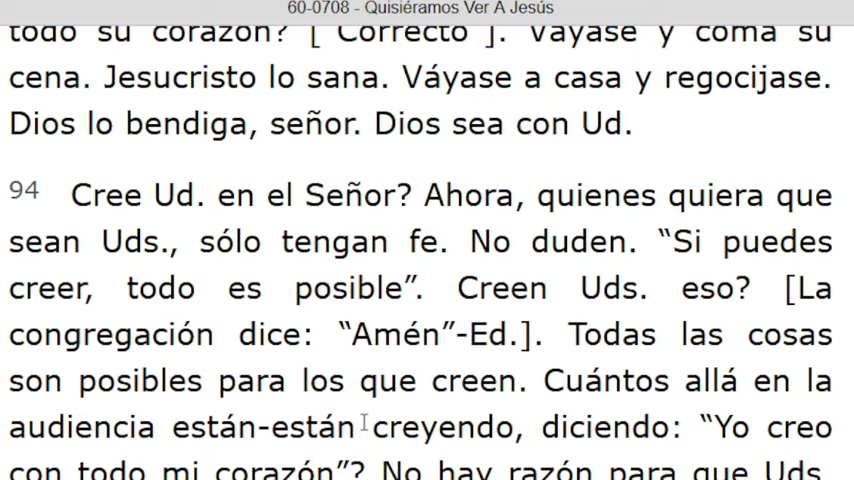 60-0708 - Quisiéramos Ver A Jesús
todo su corazón? [“Correcto”]. Váyase y coma su
cena. Jesucristo lo sana. Váyase a casa y regocijase.
Dios lo bendiga, señor. Dios sea con Ud.
94 Cree Ud. en el Señor? Ahora, quienes quiera que
sean Uds., sólo tengan fe. No duden. “Si puedes
creer, todo es posible”. Creen Uds. eso? [La
congregación dice: “Amén”-Ed.]. Todas las cosas
son posibles para los que creen. Cuántos allá en la
audiencia están-están creyendo, diciendo: “Yo creo
con todo mi corazón”? No hay razón para que Uds.